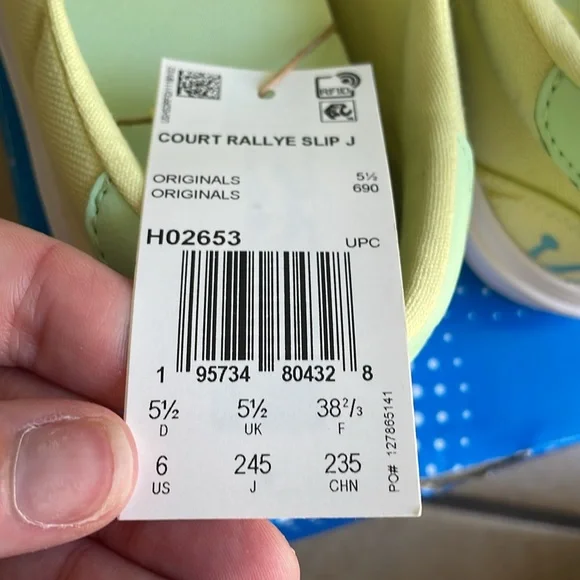 RFID
COURT RALLYE SLIP J
ORIGINALS 5½
ORIGINALS 690
H02653 UPC
1 95734 80432 8
5½ 5½ 38²/₃
D UK F
6 245 235
US J CHN
PO# 127865141